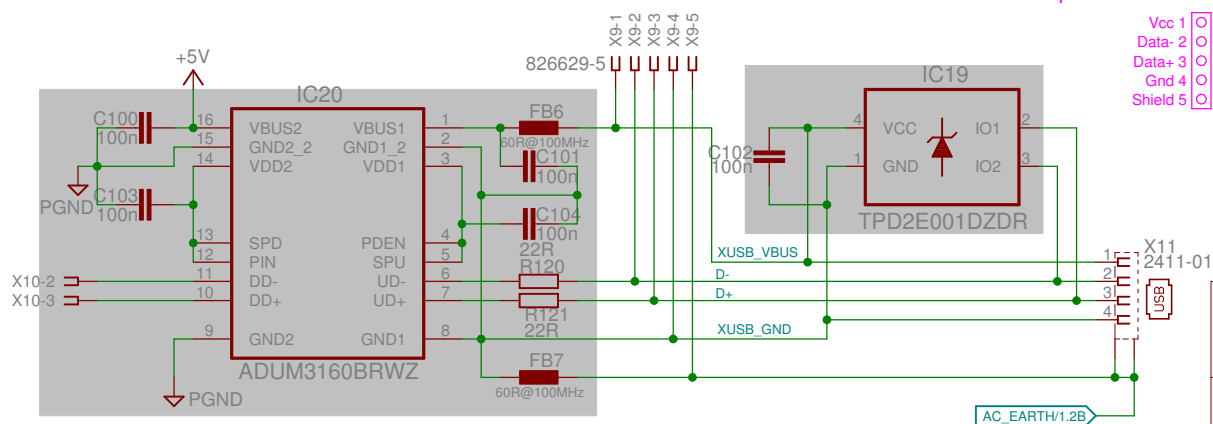 X9-1
X9-2
X9-3
X9-4
X9-5
826629-5
Vcc 1
Data- 2
Data+ 3
Gnd 4
Shield 5
+5V
IC20
IC19
C100
100n
16
VBUS2
VBUS1
1
FB6
60R@100MHz
15
GND2_2
GND1_2
2
14
VDD2
VDD1
3
C101
100n
C102
100n
4
VCC
IO1
2
1
GND
IO2
3
TPD2E001DZDR
PGND
C103
100n
C104
100n
13
SPD
PDEN
4
12
PIN
SPU
5
22R
R120
X10-2
11
DD-
UD-
6
X10-3
10
DD+
UD+
7
R121
22R
9
GND2
GND1
8
ADUM3160BRWZ
FB7
60R@100MHz
PGND
XUSB_VBUS
D-
D+
XUSB_GND
X11
2411-01
1
2
3
4
USB
AC_EARTH/1.2B